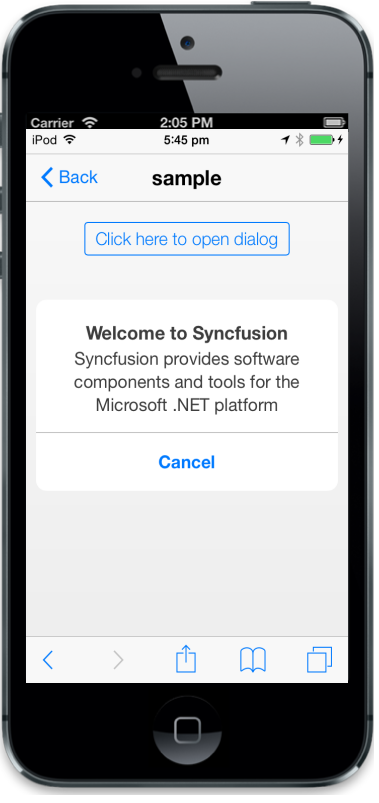 Carrier 2:05 PM
iPod 5:45 pm
Back sample
Click here to open dialog
Welcome to Syncfusion
Syncfusion provides software
components and tools for the
Microsoft .NET platform
Cancel